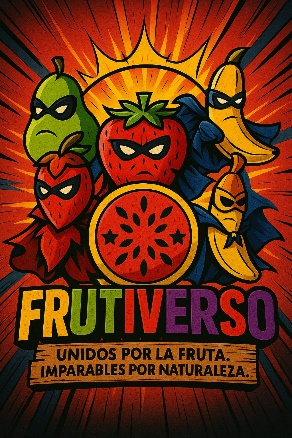 FRUTIVERSO
UNIDOS POR LA FRUTA.
IMPARABLES POR NATURALEZA.